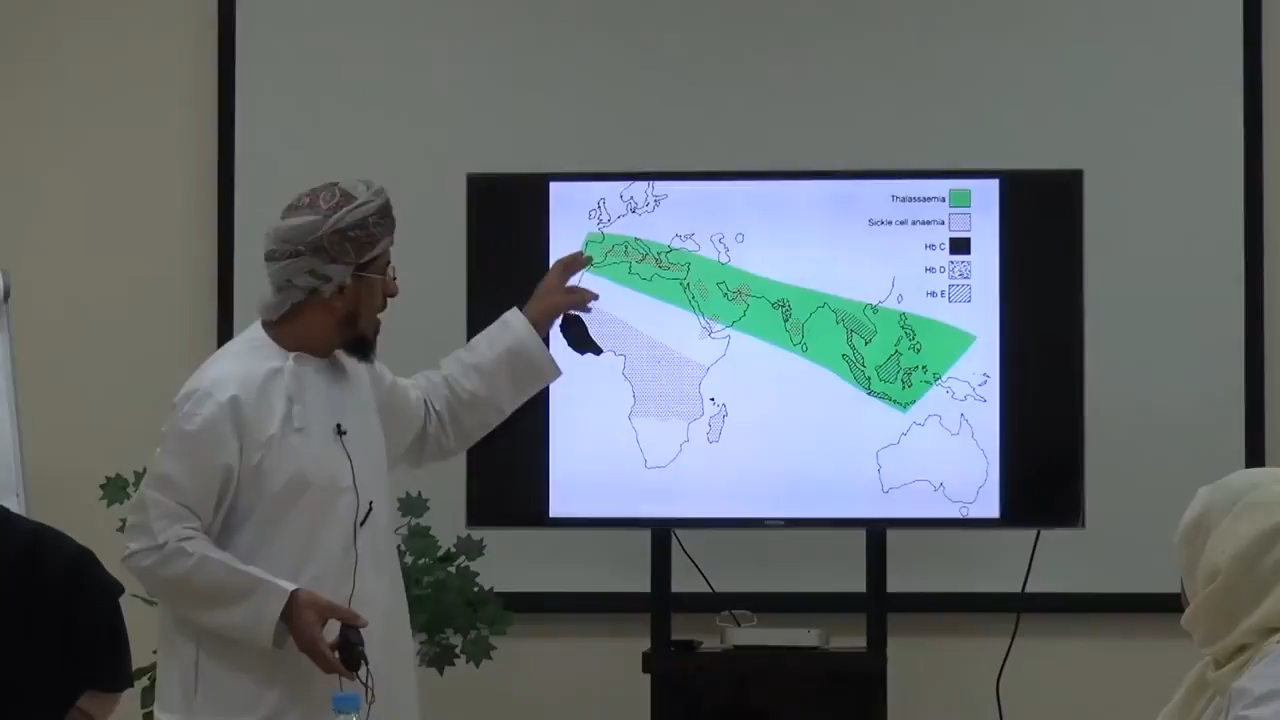 Thalassaemia
Sickle cell anaemia
Hb C
Hb D
Hb E